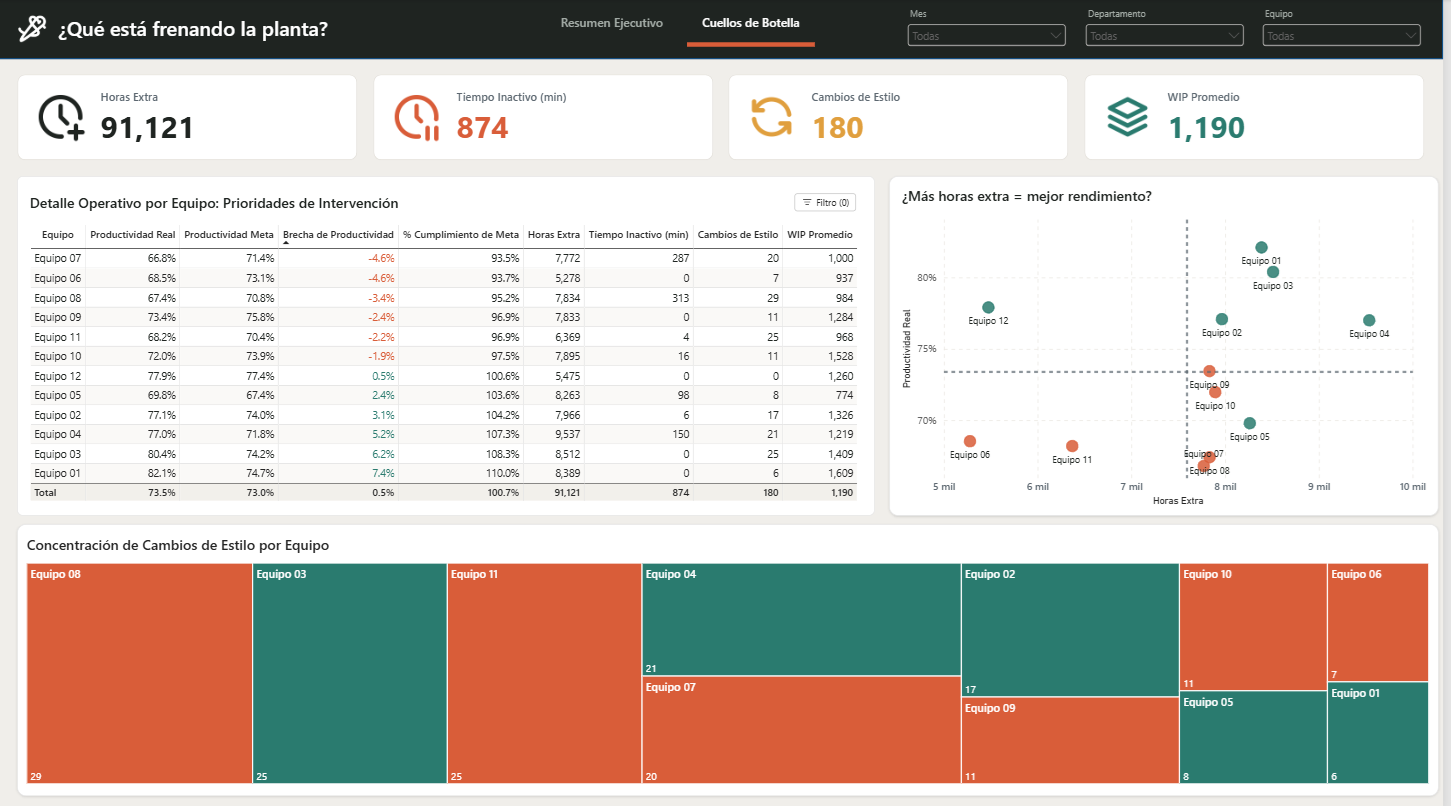 ¿Qué está frenando la planta?
Resumen Ejecutivo
Cuellos de Botella
Mes
Todas
Departamento
Todas
Equipo
Todas
Horas Extra
91,121
Tiempo Inactivo (min)
874
Cambios de Estilo
180
WIP Promedio
1,190
Detalle Operativo por Equipo: Prioridades de Intervención
Filtro (0)
Equipo Productividad Real Productividad Meta Brecha de Productividad % Cumplimiento de Meta Horas Extra Tiempo Inactivo (min) Cambios de Estilo WIP Promedio
Equipo 07 66.8% 71.4% -4.6% 93.5% 7,772 287 20 1,000
Equipo 06 68.5% 73.1% -4.6% 93.7% 5,278 0 7 937
Equipo 08 67.4% 70.8% -3.4% 95.2% 7,834 313 29 984
Equipo 09 73.4% 75.8% -2.4% 96.9% 7,833 0 11 1,284
Equipo 11 68.2% 70.4% -2.2% 96.9% 6,369 4 25 968
Equipo 10 72.0% 73.9% -1.9% 97.5% 7,895 16 11 1,528
Equipo 12 77.9% 77.4% 0.5% 100.6% 5,475 0 0 1,260
Equipo 05 69.8% 67.4% 2.4% 103.6% 8,263 98 8 774
Equipo 02 77.1% 74.0% 3.1% 104.2% 7,966 6 17 1,326
Equipo 04 77.0% 71.8% 5.2% 107.3% 9,537 150 21 1,219
Equipo 03 80.4% 74.2% 6.2% 108.3% 8,512 0 25 1,409
Equipo 01 82.1% 74.7% 7.4% 110.0% 8,389 0 6 1,609
Total 73.5% 73.0% 0.5% 100.7% 91,121 874 180 1,190
¿Más horas extra = mejor rendimiento?
Productividad Real
80%
75%
70%
Equipo 01
Equipo 03
Equipo 12
Equipo 02
Equipo 04
Equipo 09
Equipo 10
Equipo 05
Equipo 06
Equipo 11
Equipo 07
Equipo 08
5 mil 6 mil 7 mil 8 mil 9 mil 10 mil
Horas Extra
Concentración de Cambios de Estilo por Equipo
Equipo 08
29
Equipo 03
25
Equipo 11
25
Equipo 04
21
Equipo 07
20
Equipo 02
17
Equipo 09
11
Equipo 10
11
Equipo 05
8
Equipo 06
7
Equipo 01
6